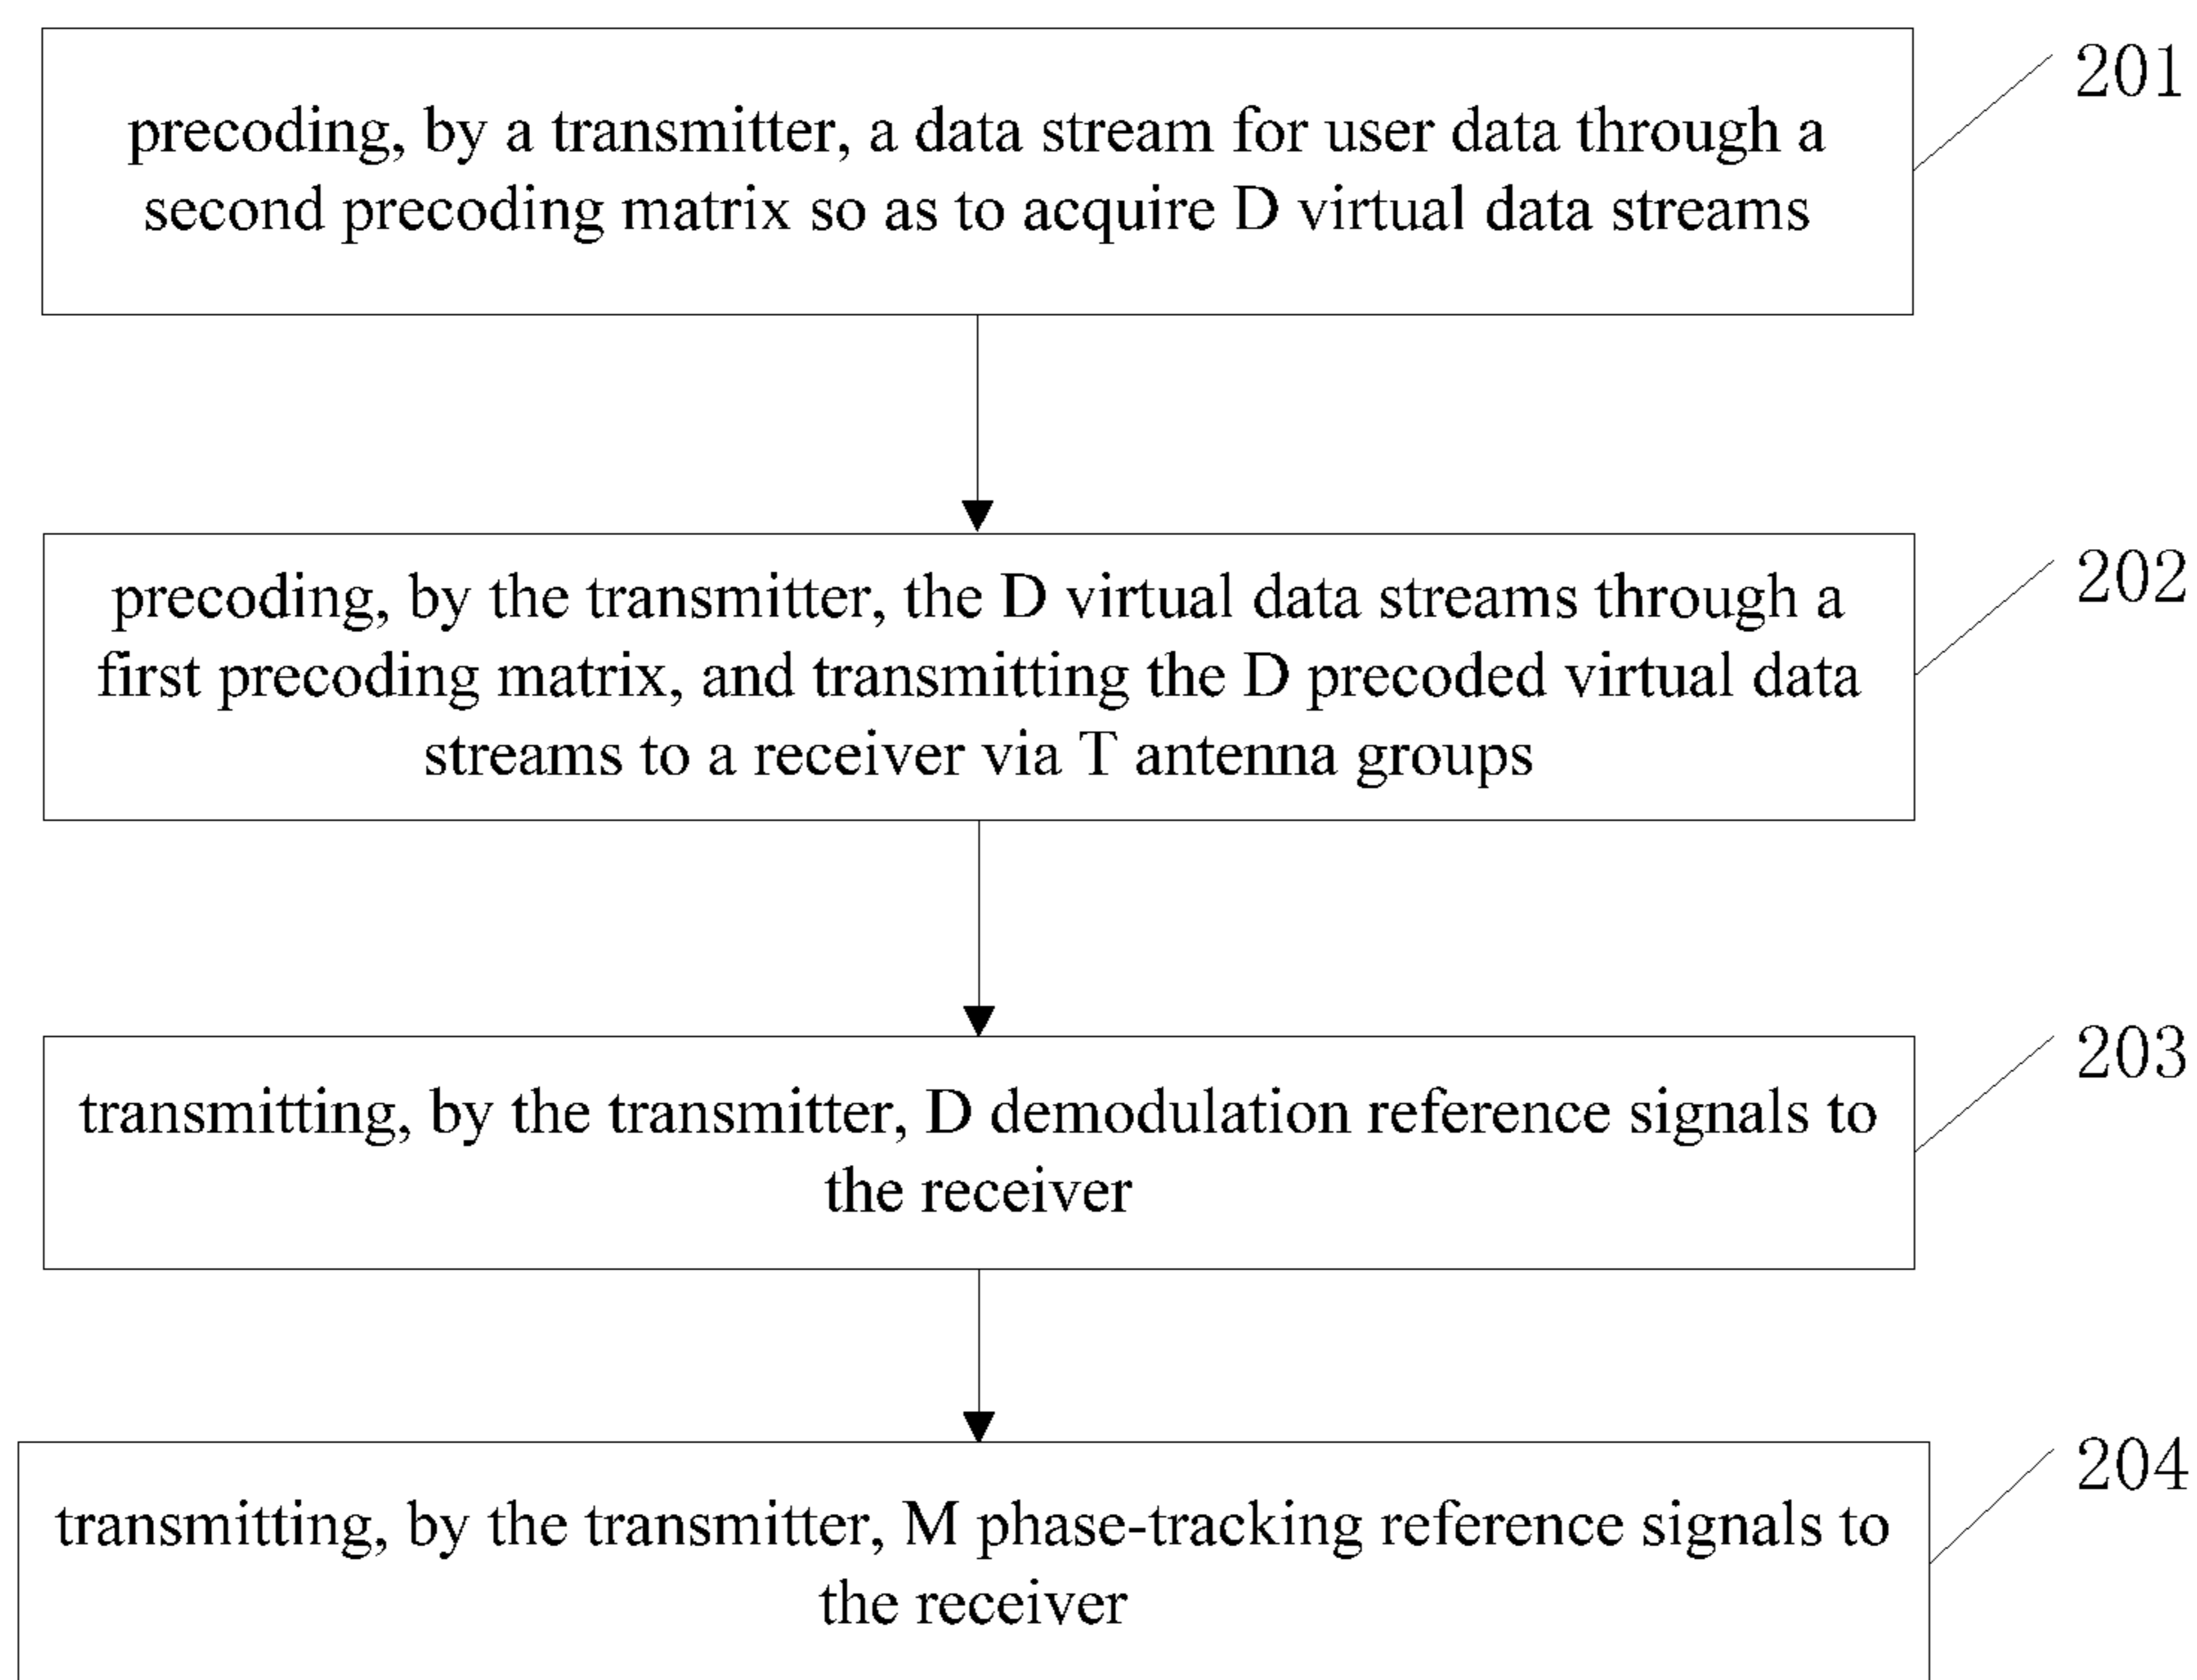 precoding, by a transmitter, a data stream for user data through a
second precoding matrix so as to acquire D virtual data streams
201
precoding, by the transmitter, the D virtual data streams through a
first precoding matrix, and transmitting the D precoded virtual data
streams to a receiver via T antenna groups
202
transmitting, by the transmitter, D demodulation reference signals to
the receiver
203
transmitting, by the transmitter, M phase-tracking reference signals to
the receiver
204